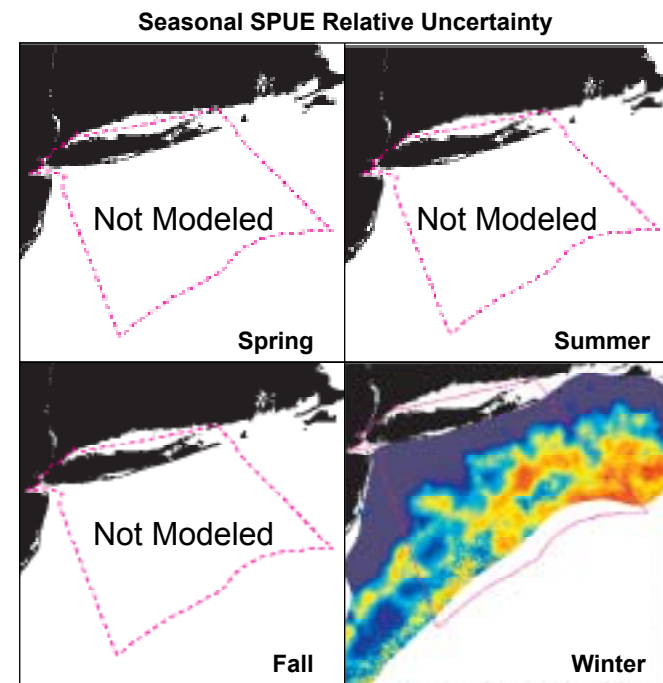 Seasonal SPUE Relative Uncertainty
Not Modeled
Spring
Not Modeled
Summer
Not Modeled
Fall
Winter